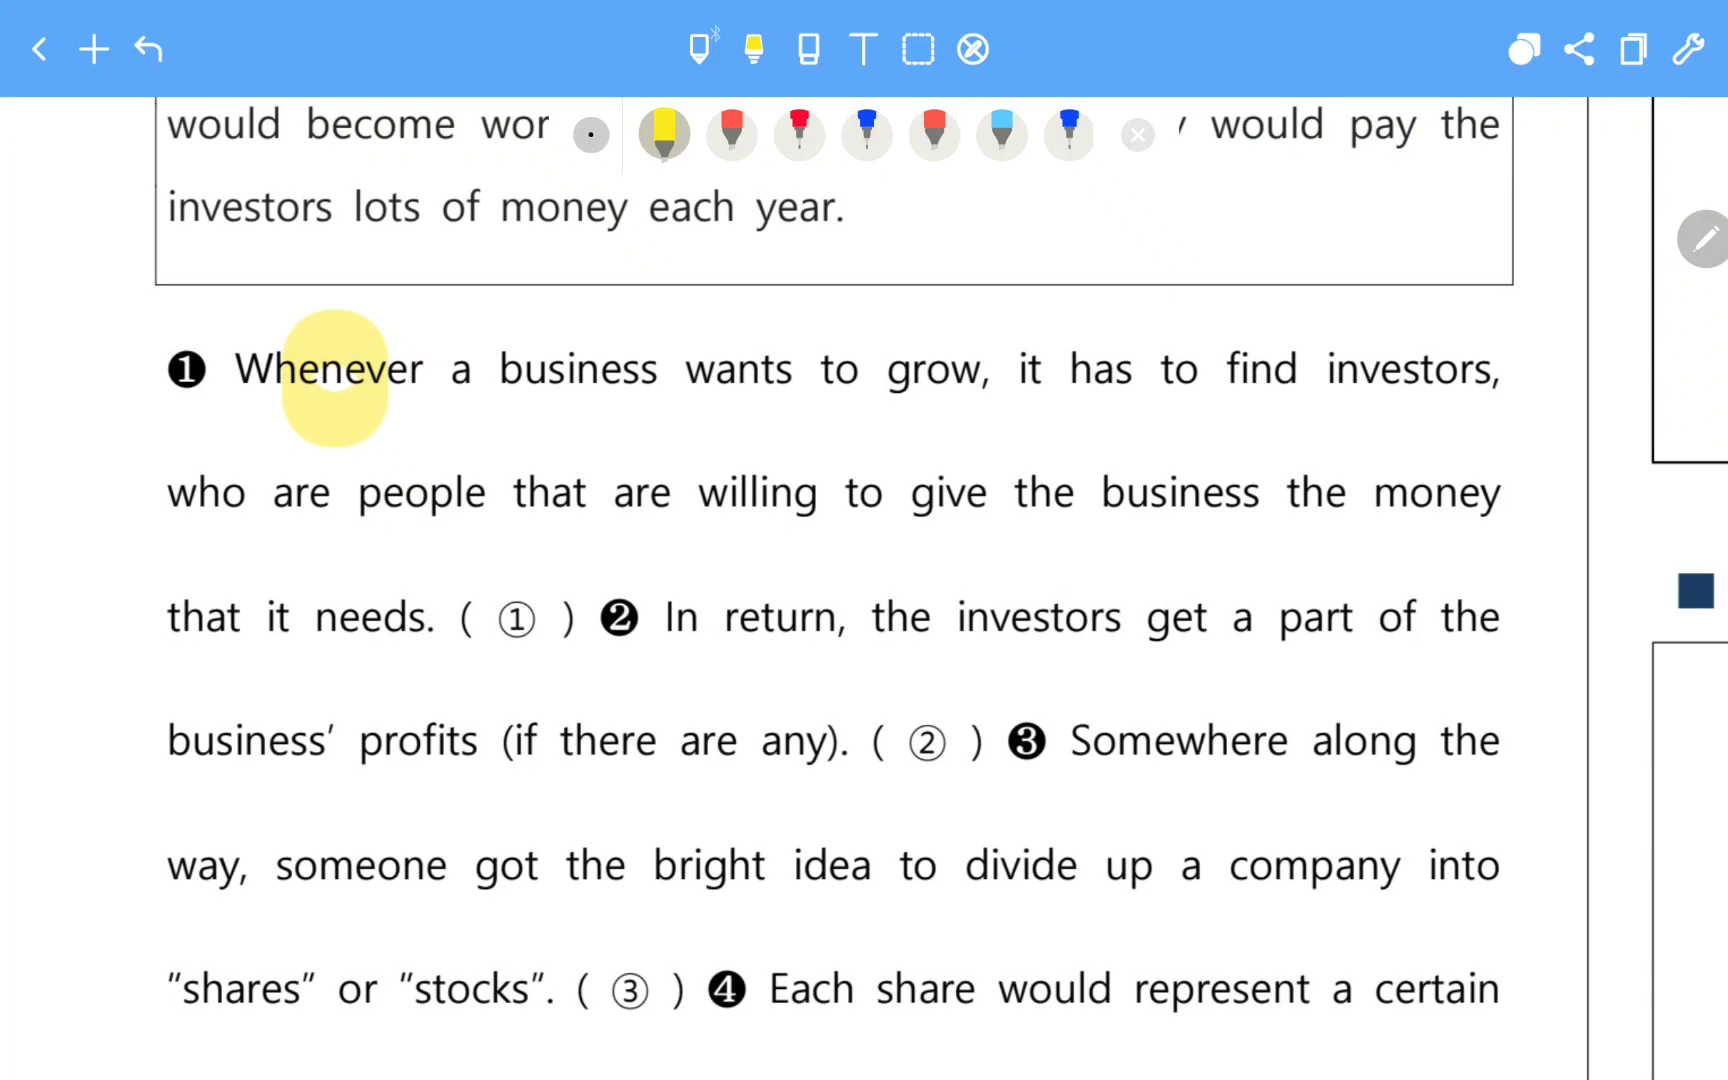 would become wor would pay the
investors lots of money each year.
❶ Whenever a business wants to grow, it has to find investors,
who are people that are willing to give the business the money
that it needs. ( ① ) ❷ In return, the investors get a part of the
business’ profits (if there are any). ( ② ) ❸ Somewhere along the
way, someone got the bright idea to divide up a company into
“shares” or “stocks”. ( ③ ) ❹ Each share would represent a certain